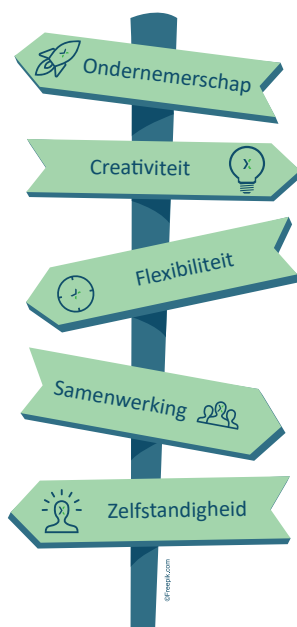 Ondernemerschap
Creativiteit
Flexibiliteit
Samenwerking
Zelfstandigheid
©Freepik.com